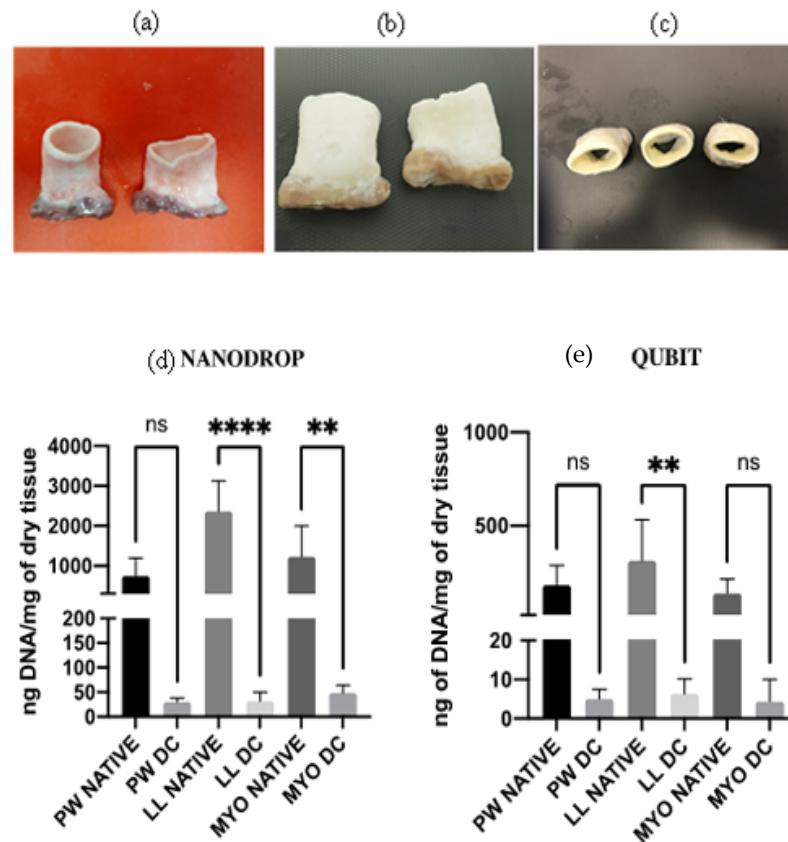 (a)
(b)
(c)
(d) NANODROP
ng DNA/mg of dry tissue
4000
3000
2000
1000
200
150
100
50
0
ns
****
**
PW NATIVE
PW DC
LL NATIVE
LL DC
MYO NATIVE
MYO DC
(e) QUBIT
ng of DNA/mg of dry tissue
1000
500
20
10
0
ns
**
ns
PW NATIVE
PW DC
LL NATIVE
LL DC
MYO NATIVE
MYO DC